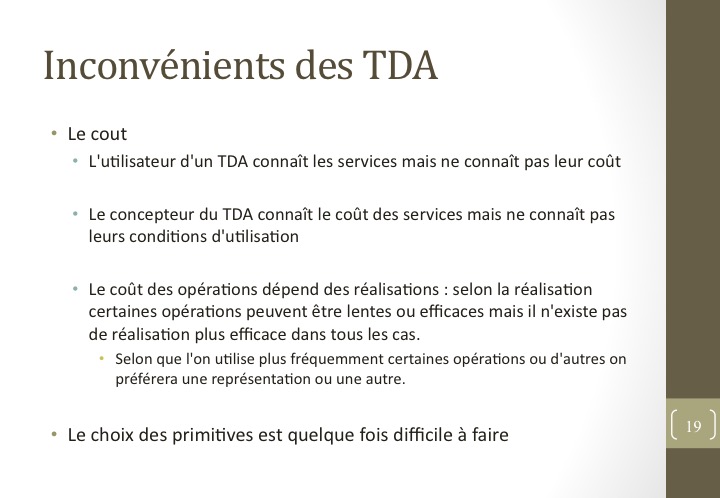 Inconvénients des TDA
• Le cout
• L'utilisateur d'un TDA connaît les services mais ne connaît pas leur coût
• Le concepteur du TDA connaît le coût des services mais ne connaît pas
leurs conditions d'utilisation
• Le coût des opérations dépend des réalisations : selon la réalisation
certaines opérations peuvent être lentes ou efficaces mais il n'existe pas
de réalisation plus efficace dans tous les cas.
• Selon que l'on utilise plus fréquemment certaines opérations ou d'autres on
préférera une représentation ou une autre.
• Le choix des primitives est quelque fois difficile à faire
19